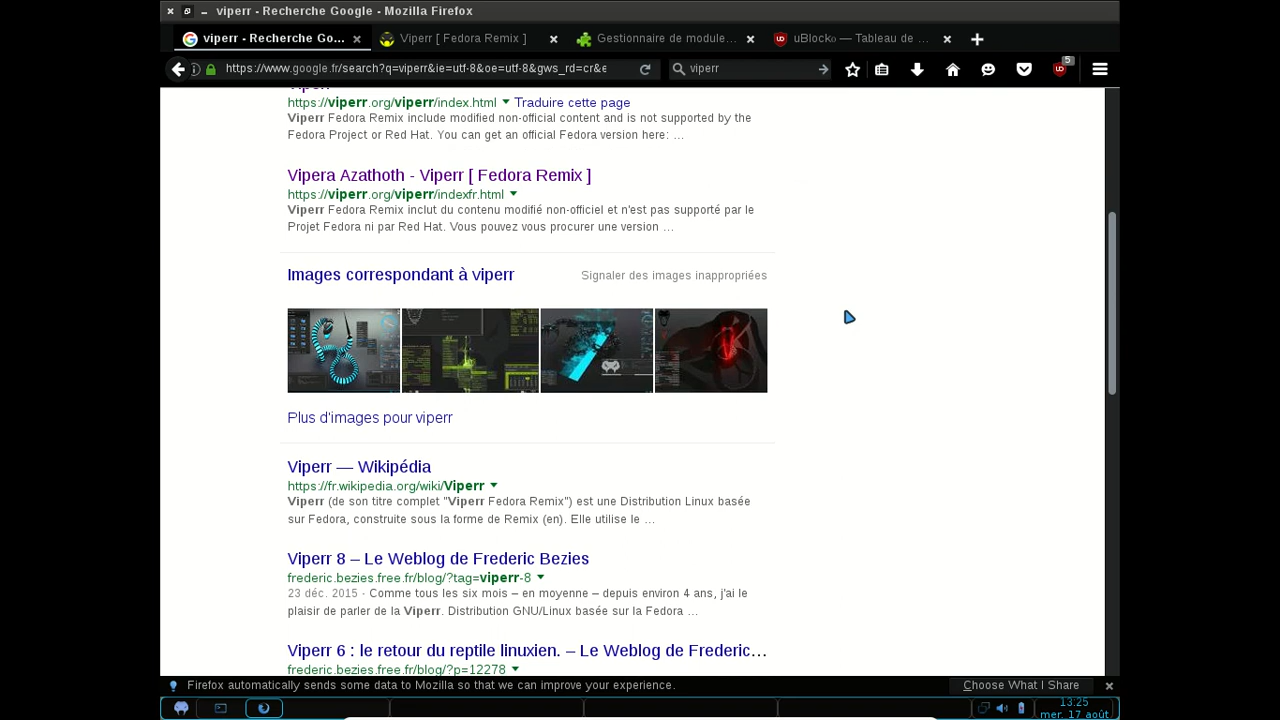 viperr - Recherche Google - Mozilla Firefox
viperr - Recherche Go...
Viperr [ Fedora Remix ]
Gestionnaire de module...
uBlock₀ — Tableau de ...
https://www.google.fr/search?q=viperr&ie=utf-8&oe=utf-8&gws_rd=cr&e
viperr
5
https://viperr.org/viperr/index.html Traduire cette page
Viperr Fedora Remix include modified non-official content and is not supported by the
Fedora Project or Red Hat. You can get an official Fedora version here: ...
Vipera Azathoth - Viperr [ Fedora Remix ]
https://viperr.org/viperr/indexfr.html
Viperr Fedora Remix inclut du contenu modifié non-officiel et n'est pas supporté par le
Projet Fedora ni par Red Hat. Vous pouvez vous procurer une version ...
Images correspondant à viperr
Signaler des images inappropriées
Plus d'images pour viperr
Viperr — Wikipédia
https://fr.wikipedia.org/wiki/Viperr
Viperr (de son titre complet "Viperr Fedora Remix") est une Distribution Linux basée
sur Fedora, construite sous la forme de Remix (en). Elle utilise le ...
Viperr 8 – Le Weblog de Frederic Bezies
frederic.bezies.free.fr/blog/?tag=viperr-8
23 déc. 2015 - Comme tous les six mois – en moyenne – depuis environ 4 ans, j'ai le
plaisir de parler de la Viperr. Distribution GNU/Linux basée sur la Fedora ...
Viperr 6 : le retour du reptile linuxien. – Le Weblog de Frederic...
frederic.bezies.free.fr/blog/?p=12278
Firefox automatically sends some data to Mozilla so that we can improve your experience.
Choose What I Share
13:25
mer. 17 août